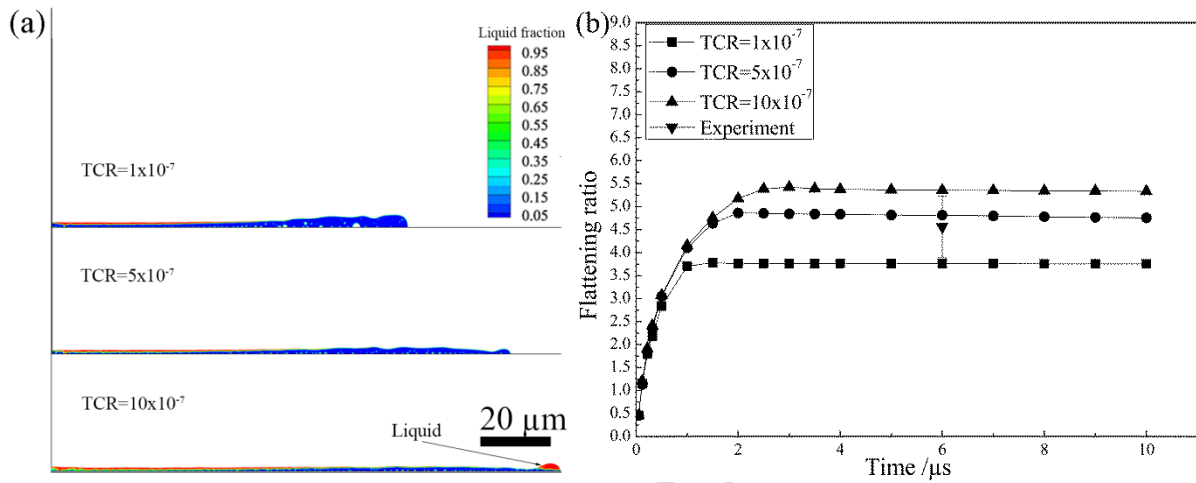 (a)
Liquid fraction
0.95
0.85
0.75
0.65
0.55
0.45
0.35
0.25
0.15
0.05
TCR=1x10⁻⁷
TCR=5x10⁻⁷
TCR=10x10⁻⁷
20 μm
Liquid
(b)
TCR=1x10⁻⁷
TCR=5x10⁻⁷
TCR=10x10⁻⁷
Experiment
Flattening ratio
9.0
8.5
8.0
7.5
7.0
6.5
6.0
5.5
5.0
4.5
4.0
3.5
3.0
2.5
2.0
1.5
1.0
0.5
0.0
0 2 4 6 8 10
Time /μs